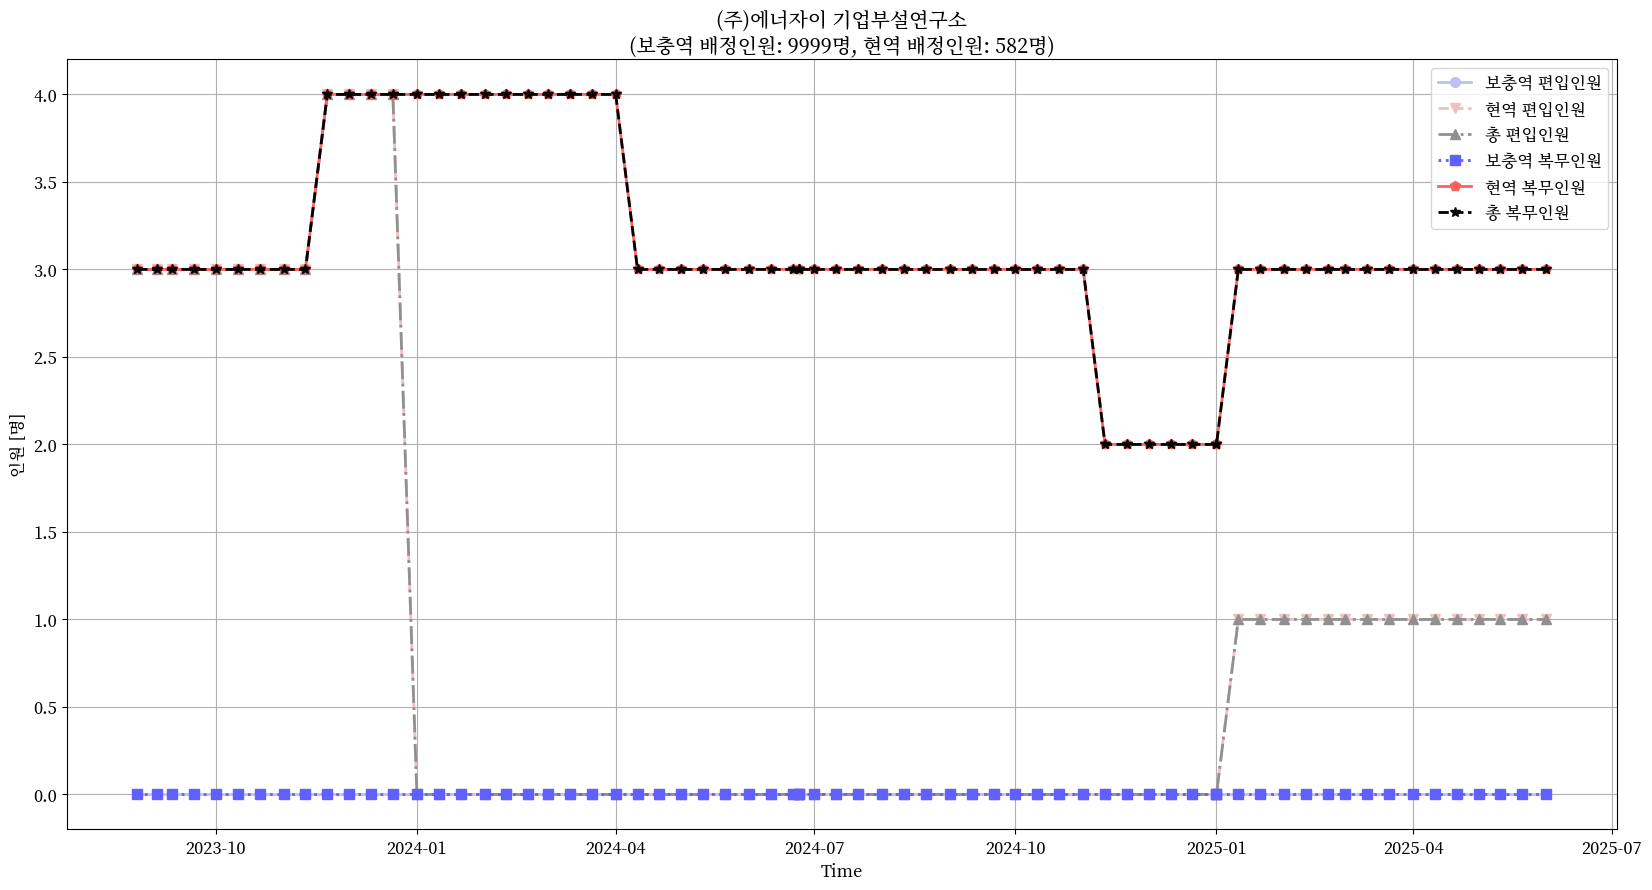 (주)에너자이 기업부설연구소
(보충역 배정인원: 9999명, 현역 배정인원: 582명)
보충역 편입인원
현역 편입인원
총 편입인원
보충역 복무인원
현역 복무인원
총 복무인원
4.0
3.5
3.0
2.5
2.0
1.5
1.0
0.5
0.0
인원 [명]
2023-10 2024-01 2024-04 2024-07 2024-10 2025-01 2025-04 2025-07
Time